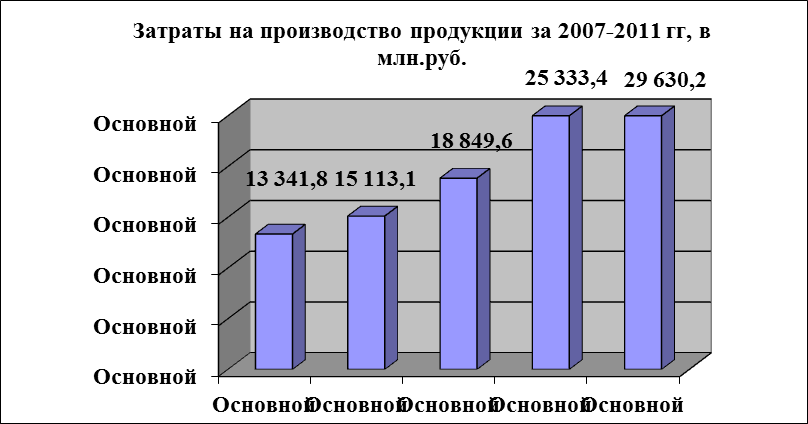 Затраты на производство продукции за 2007-2011 гг, в
млн.руб.
25 333,4 29 630,2
18 849,6
13 341,8 15 113,1
Основной
Основной
Основной
Основной
Основной
Основной
Основной Основной Основной Основной Основной